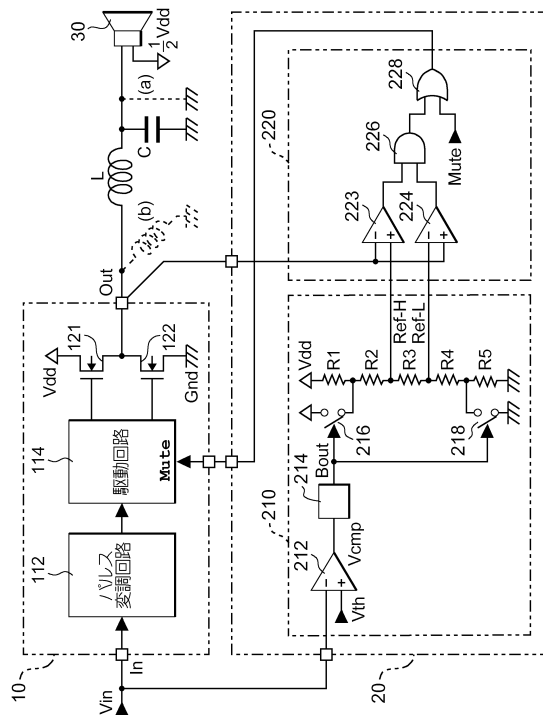 10
112
パルス
変調回路
114
駆動回路
Mute
In
Vin
Vdd
121
122
Gnd
Out
L
(b)
C
(a)
30
½Vdd
20
210
212
Vth
Vcmp
214
Bout
216
218
Vdd
R1
R2
R3
R4
R5
Ref-H
Ref-L
220
223
224
226
Mute
228